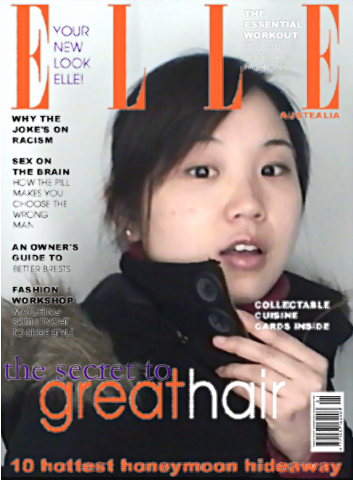 ELLE
YOUR
NEW
LOOK
ELLE!
THE
ESSENTIAL
WORKOUT
AUSTEALIA
WHY THE
JOKE'S ON
RACISM
SEX ON
THE BRAIN
HOW THE PILL
MAKES YOU
CHOOSE THE
WRONG
MAN
AN OWNER'S
GUIDE TO
BETTER BRESTS
FASHION
WORKSHOP
MATCHING
COLLECTABLE
CUISINE
CARDS INSIDE
the secret to
greathair
10 hottest honeymoon hideaway